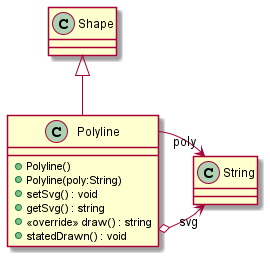 C Shape
C Polyline
poly
Polyline()
Polyline(poly:String)
setSvg() : void
getSvg() : string
«override» draw() : string
statedDrawn() : void
C String
svg